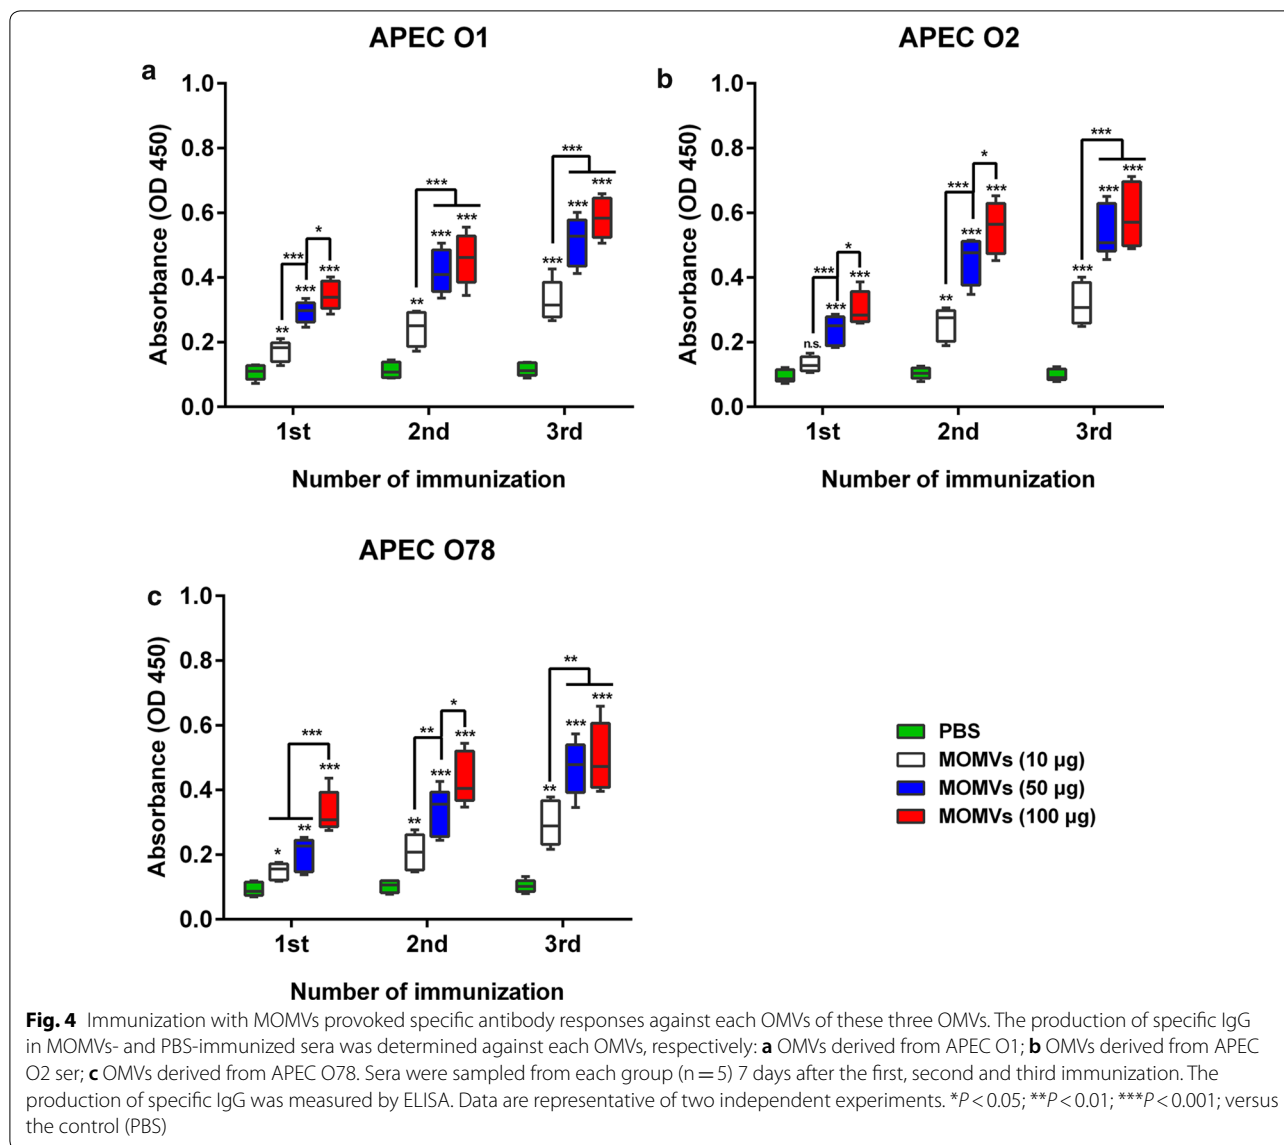 APEC O1
a
Absorbance (OD 450)
1.0
0.8
0.6
0.4
0.2
0.0
***
***
***
***
***
***
***
***
*
***
***
***
**
**
1st
2nd
3rd
Number of immunization
APEC O2
b
Absorbance (OD 450)
1.0
0.8
0.6
0.4
0.2
0.0
***
*
***
***
***
***
***
***
*
***
***
***
**
n.s.
1st
2nd
3rd
Number of immunization
APEC O78
c
Absorbance (OD 450)
1.0
0.8
0.6
0.4
0.2
0.0
**
***
*
***
***
**
***
***
***
**
**
**
*
1st
2nd
3rd
Number of immunization
PBS
MOMVs (10 µg)
MOMVs (50 µg)
MOMVs (100 µg)
Fig. 4 Immunization with MOMVs provoked specific antibody responses against each OMVs of these three OMVs. The production of specific IgG
in MOMVs- and PBS-immunized sera was determined against each OMVs, respectively: a OMVs derived from APEC O1; b OMVs derived from APEC
O2 ser; c OMVs derived from APEC O78. Sera were sampled from each group (n = 5) 7 days after the first, second and third immunization. The
production of specific IgG was measured by ELISA. Data are representative of two independent experiments. *P < 0.05; **P < 0.01; ***P < 0.001; versus
the control (PBS)